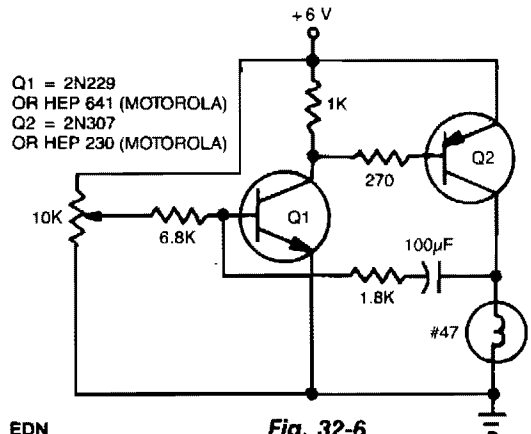 +6 V
Q1 = 2N229
OR HEP 641 (MOTOROLA)
Q2 = 2N307
OR HEP 230 (MOTOROLA)
1K
Q2
270
10K
6.8K
Q1
100µF
1.8K
#47
EDN
Fig. 32-6